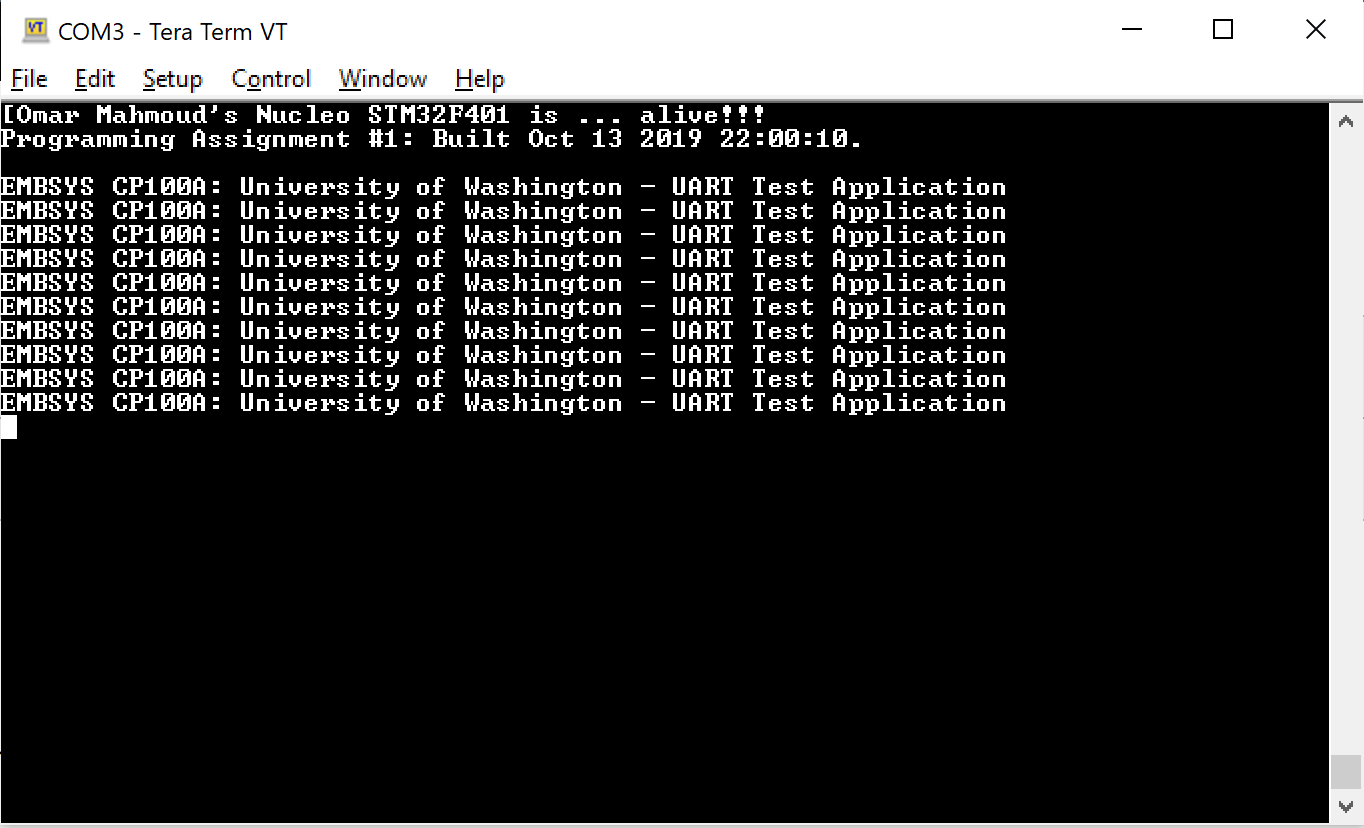 COM3 - Tera Term VT
File Edit Setup Control Window Help
[Omar Mahmoud's Nucleo STM32F401 is ... alive!!!
Programming Assignment #1: Built Oct 13 2019 22:00:10.
EMBSYS CP100A: University of Washington - UART Test Application
EMBSYS CP100A: University of Washington - UART Test Application
EMBSYS CP100A: University of Washington - UART Test Application
EMBSYS CP100A: University of Washington - UART Test Application
EMBSYS CP100A: University of Washington - UART Test Application
EMBSYS CP100A: University of Washington - UART Test Application
EMBSYS CP100A: University of Washington - UART Test Application
EMBSYS CP100A: University of Washington - UART Test Application
EMBSYS CP100A: University of Washington - UART Test Application
EMBSYS CP100A: University of Washington - UART Test Application